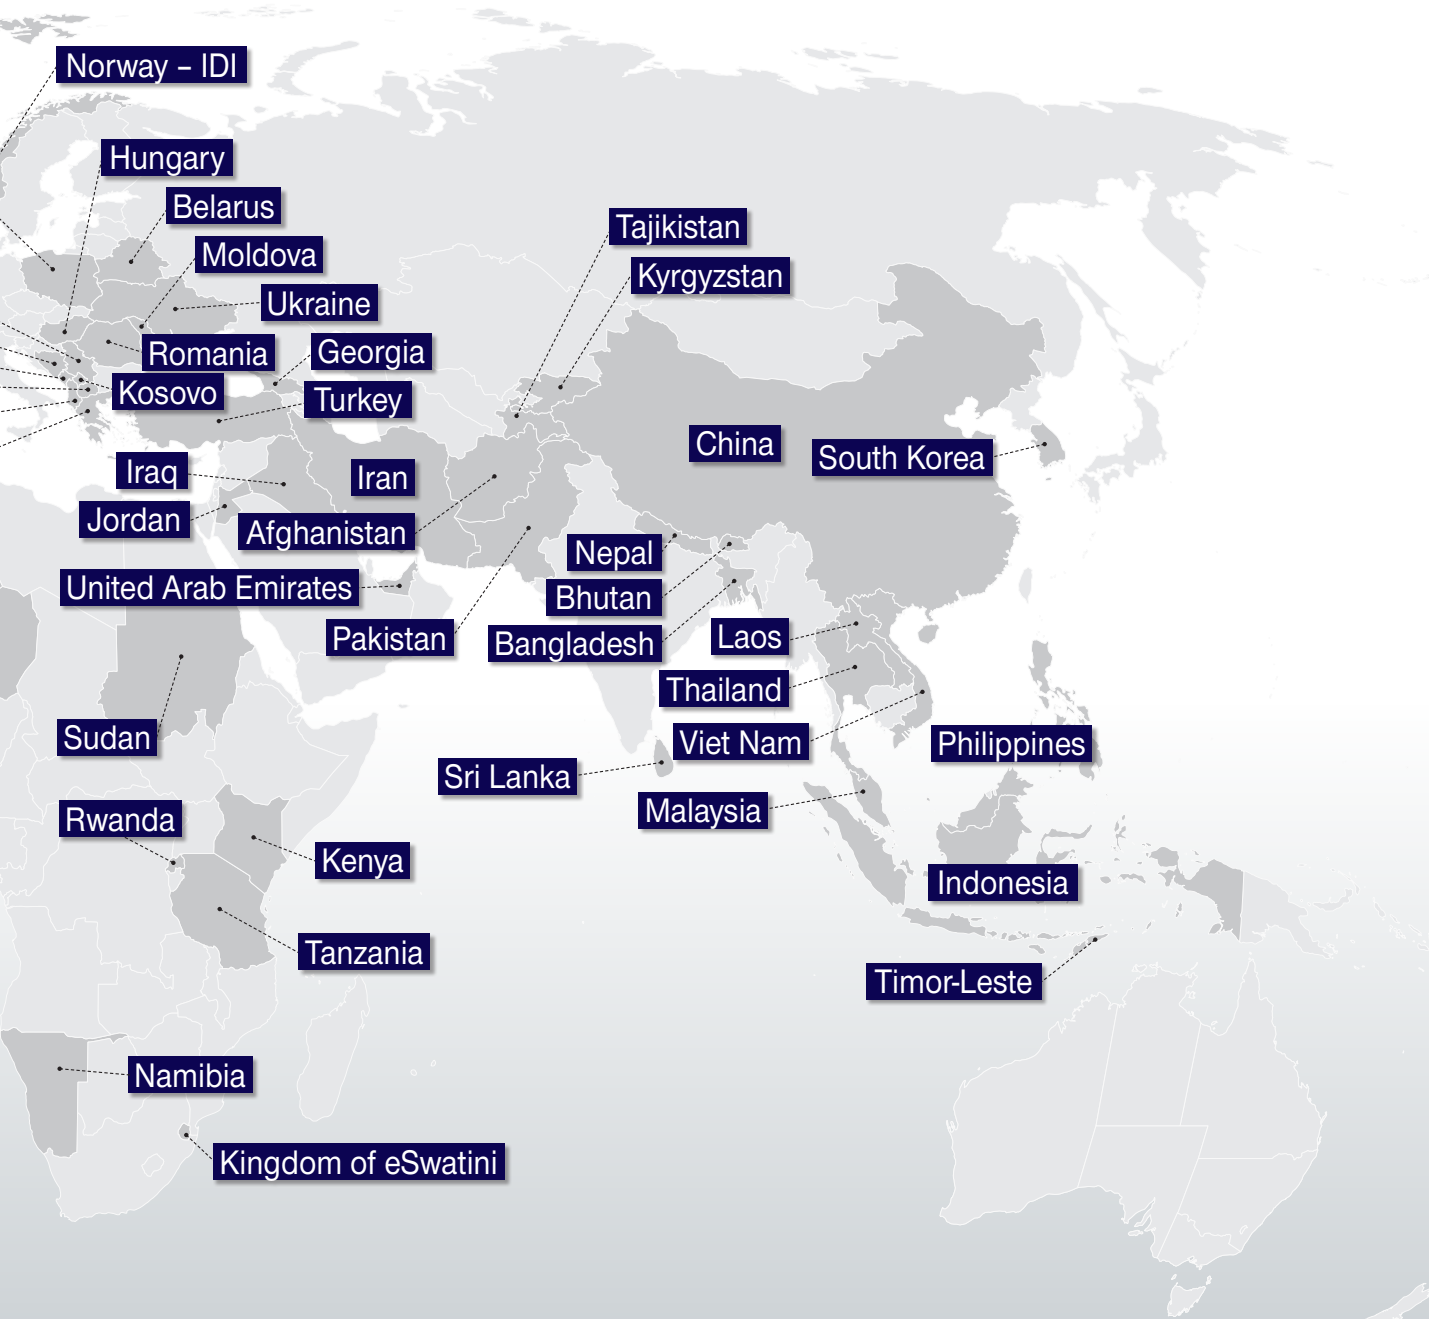 Norway – IDI
Hungary
Belarus
Tajikistan
Moldova
Kyrgyzstan
Ukraine
Romania
Georgia
Kosovo
Turkey
China
South Korea
Iraq
Iran
Jordan
Afghanistan
Nepal
United Arab Emirates
Bhutan
Pakistan
Bangladesh
Laos
Thailand
Sudan
Viet Nam
Philippines
Sri Lanka
Malaysia
Rwanda
Kenya
Indonesia
Tanzania
Timor-Leste
Namibia
Kingdom of eSwatini